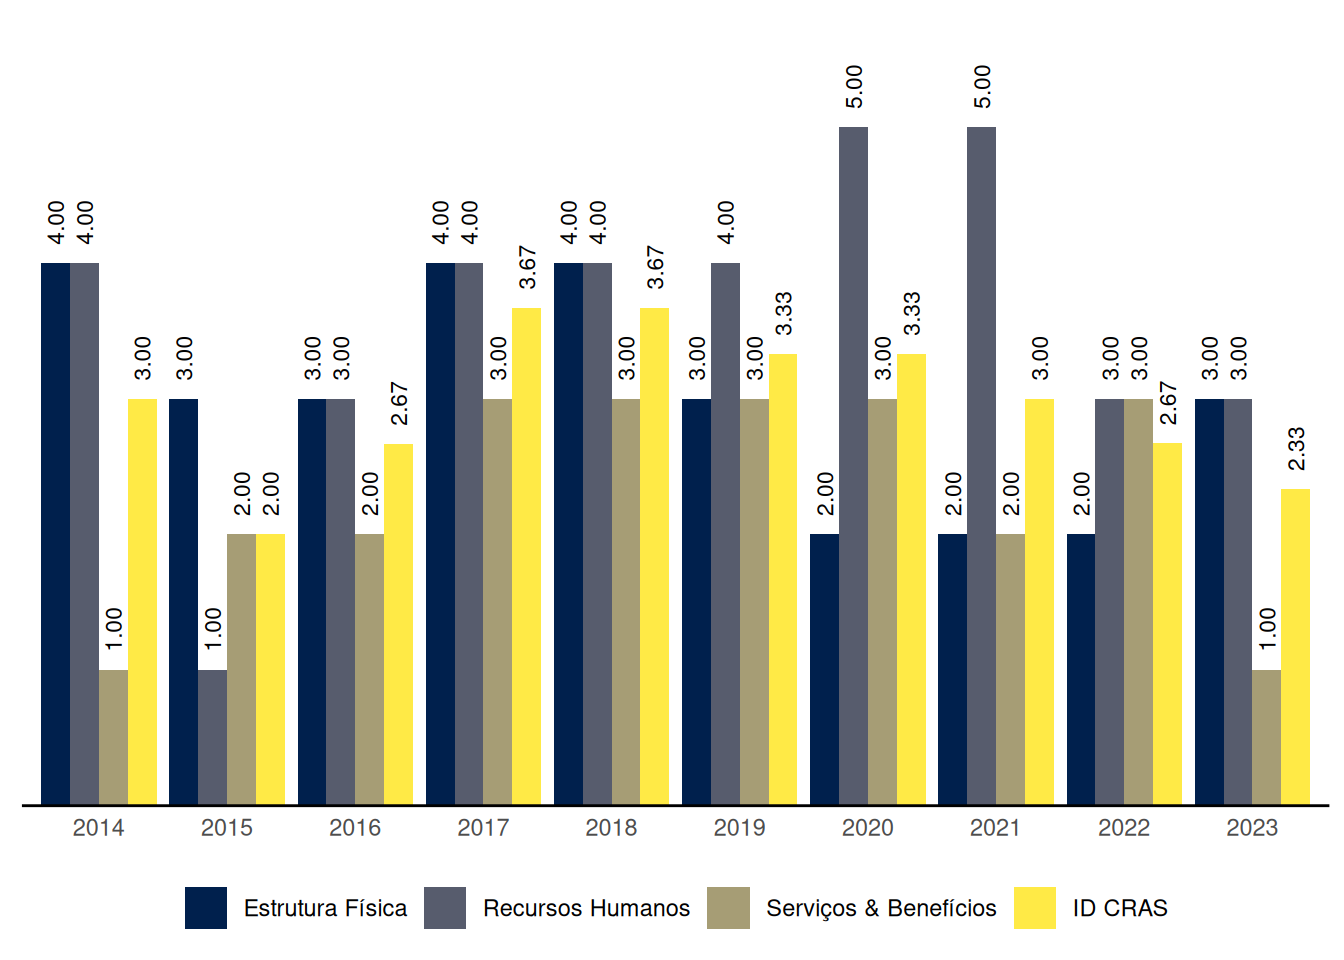 5.00 5.00
4.00 4.00 4.00 4.00 4.00 4.00 4.00
3.67 3.67
3.33 3.33
3.00 3.00 3.00 3.00 3.00 3.00 3.00 3.00 3.00 3.00 3.00 3.00 3.00 3.00
2.67 2.67
2.33
2.00 2.00 2.00 2.00 2.00 2.00 2.00
1.00 1.00 1.00
2014 2015 2016 2017 2018 2019 2020 2021 2022 2023
Estrutura Física Recursos Humanos Serviços & Benefícios ID CRAS